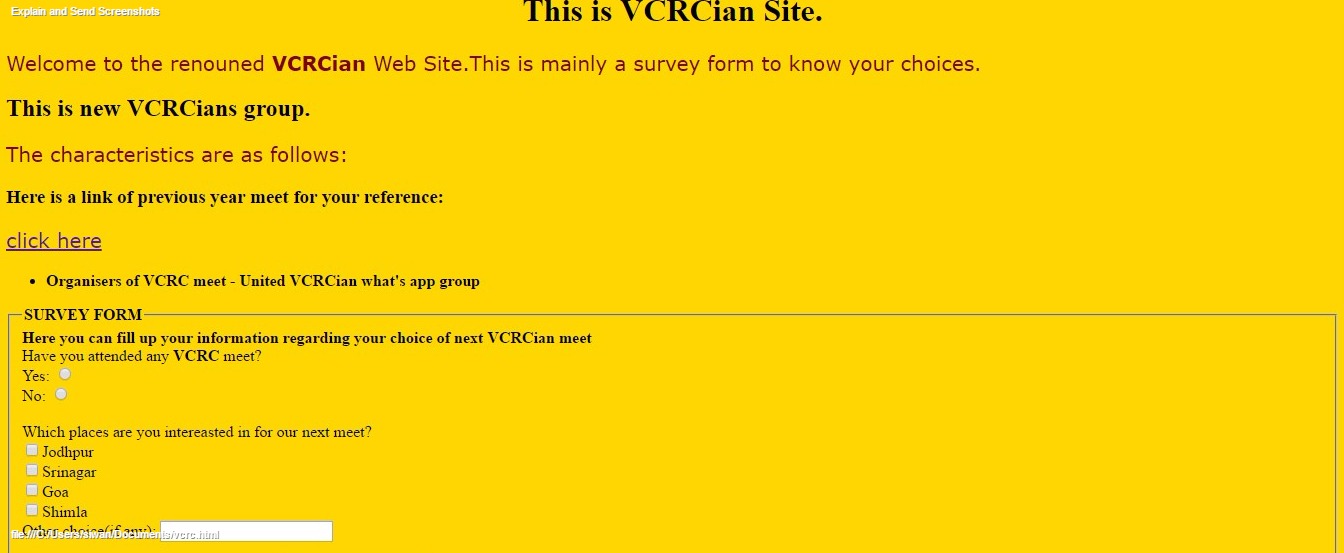 Explain and Send Screenshots
This is VCRCian Site.
Welcome to the renouned VCRCian Web Site.This is mainly a survey form to know your choices.
This is new VCRCians group.
The characteristics are as follows:
Here is a link of previous year meet for your reference:
click here
• Organisers of VCRC meet - United VCRCian what's app group
SURVEY FORM
Here you can fill up your information regarding your choice of next VCRCian meet
Have you attended any VCRC meet?
Yes:
No:
Which places are you intereasted in for our next meet?
Jodhpur
Srinagar
Goa
Shimla
Other choice(if any):
file:///C:/Users/siwan/Documents/vcrc.html